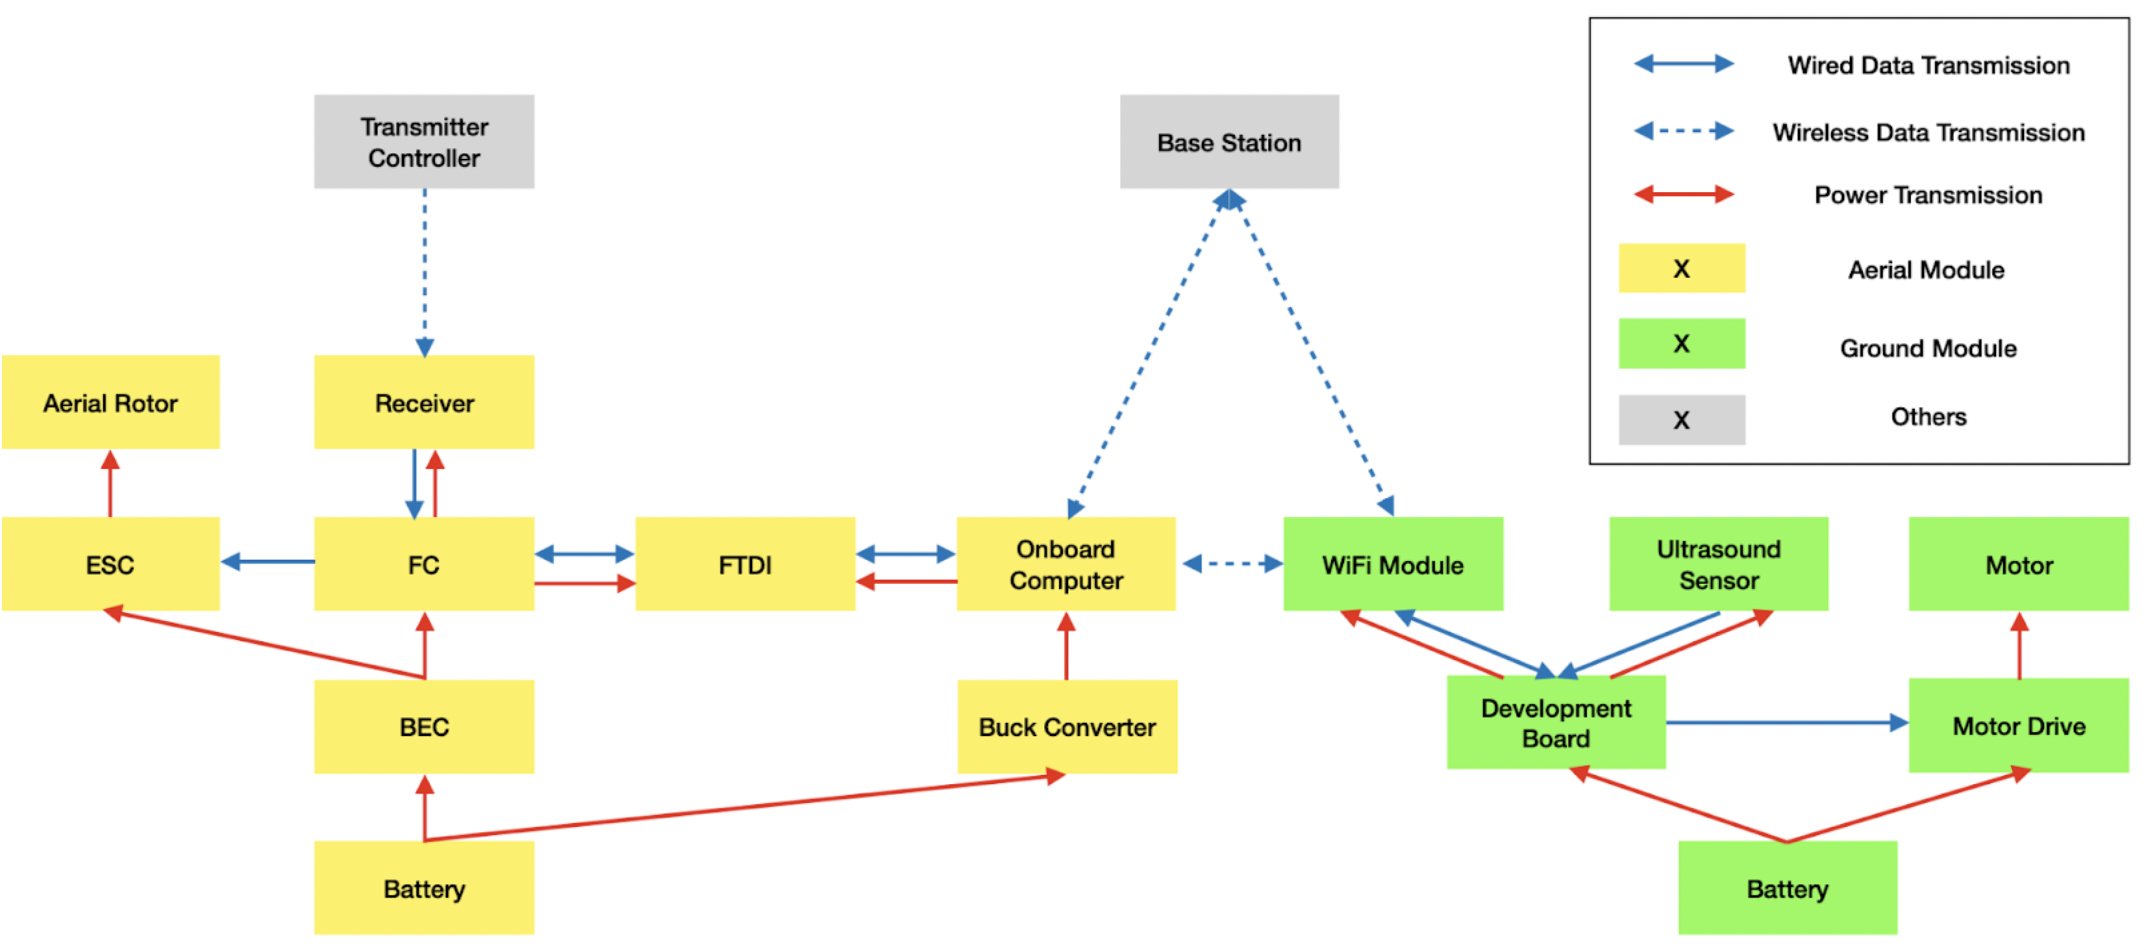 Wired Data Transmission
Wireless Data Transmission
Power Transmission
X
Aerial Module
X
Ground Module
X
Others
Transmitter
Controller
Base Station
Aerial Rotor
Receiver
ESC
FC
FTDI
Onboard
Computer
WiFi Module
Ultrasound
Sensor
Motor
BEC
Buck Converter
Development
Board
Motor Drive
Battery
Battery